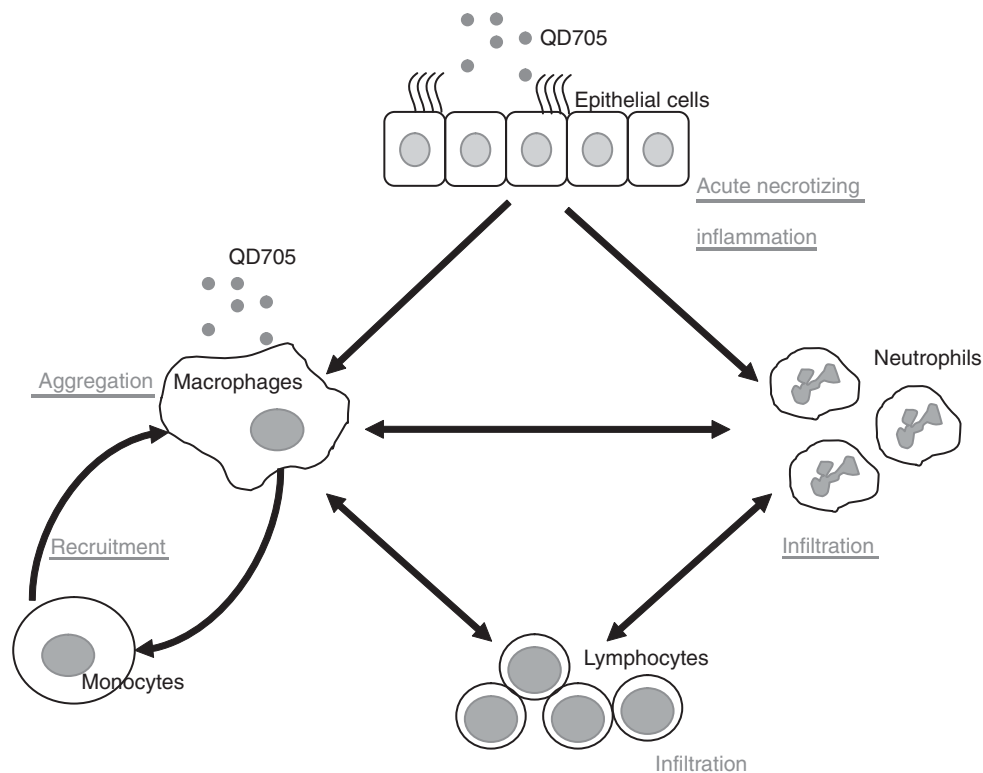 QD705
Epithelial cells
Acute necrotizing
inflammation
QD705
Aggregation
Macrophages
Neutrophils
Recruitment
Infiltration
Monocytes
Lymphocytes
Infiltration